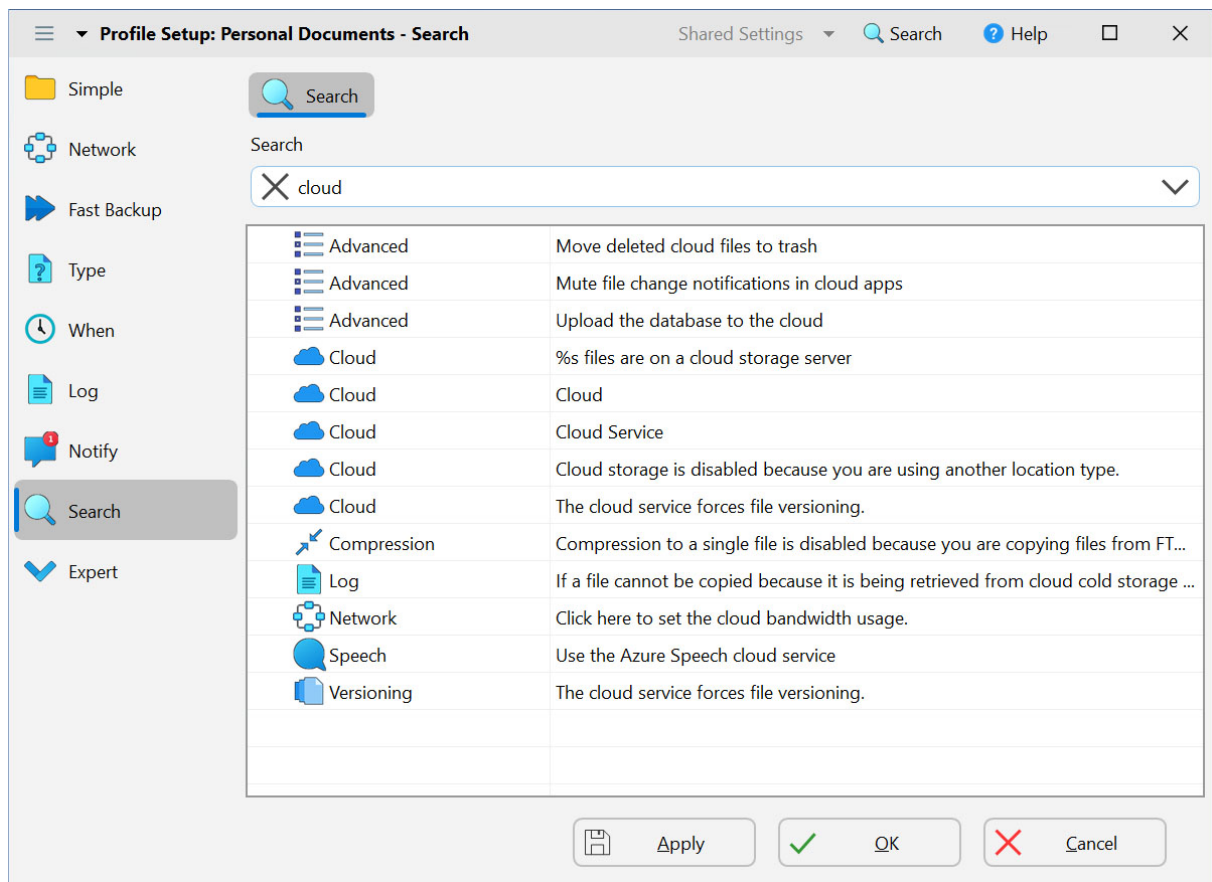 Profile Setup: Personal Documents - Search
Shared Settings
Search
Help
Simple
Network
Fast Backup
Type
When
Log
Notify
1
Search
Expert
Search
Search
cloud
Advanced Move deleted cloud files to trash
Advanced Mute file change notifications in cloud apps
Advanced Upload the database to the cloud
Cloud %s files are on a cloud storage server
Cloud Cloud
Cloud Cloud Service
Cloud Cloud storage is disabled because you are using another location type.
Cloud The cloud service forces file versioning.
Compression Compression to a single file is disabled because you are copying files from FT...
Log If a file cannot be copied because it is being retrieved from cloud cold storage ...
Network Click here to set the cloud bandwidth usage.
Speech Use the Azure Speech cloud service
Versioning The cloud service forces file versioning.
Apply
OK
Cancel